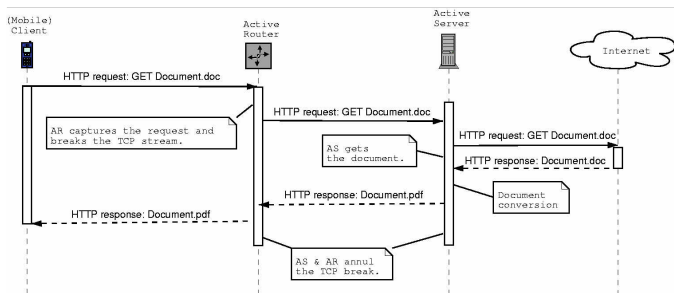 (Mobile)
Client
Active
Router
Active
Server
Internet
HTTP request: GET Document.doc
HTTP request: GET Document.doc
AR captures the request and
breaks the TCP stream.
HTTP request: GET Document.doc
AS gets
the document.
HTTP response: Document.doc
Document
conversion
HTTP response: Document.pdf
HTTP response: Document.pdf
AS & AR annul
the TCP break.